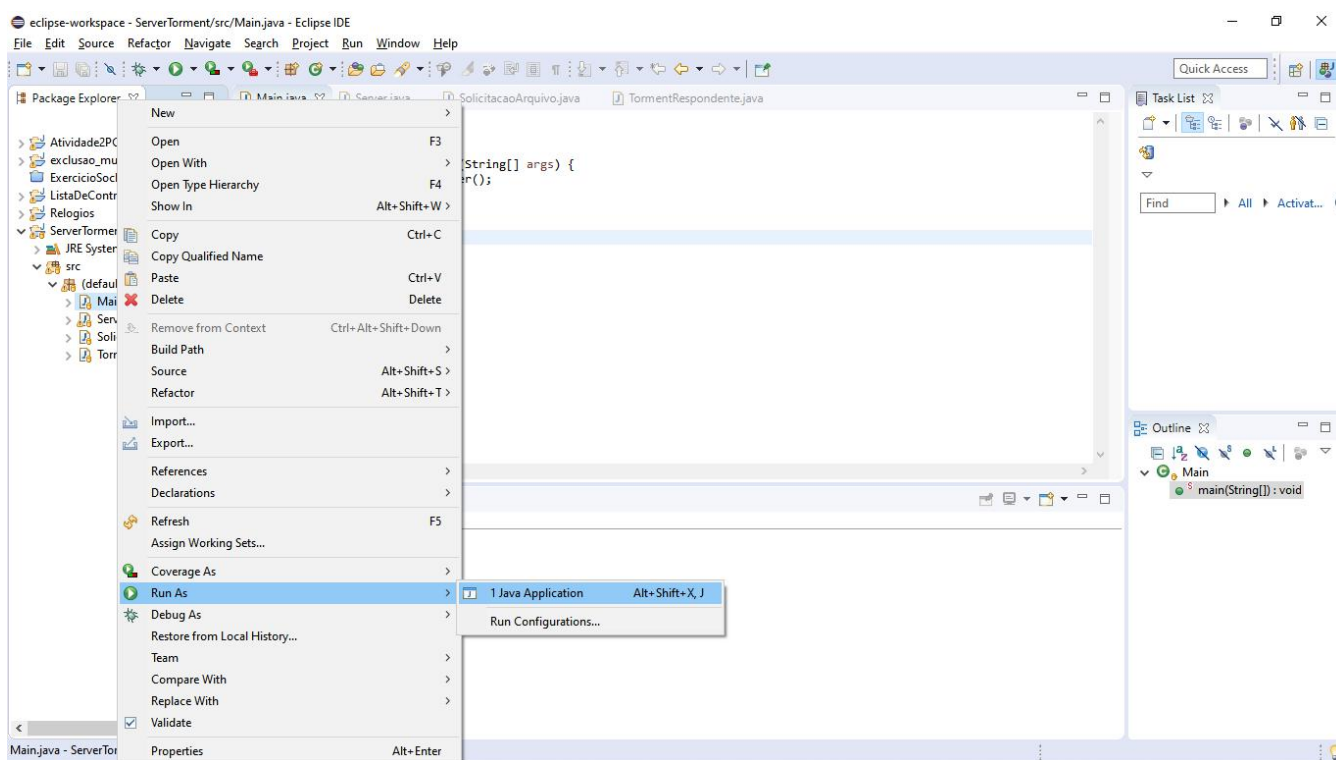 eclipse-workspace - ServerTorment/src/Main.java - Eclipse IDE
File Edit Source Refactor Navigate Search Project Run Window Help
Quick Access
Package Explorer
Main.java
Server.java
SolicitacaoArquivo.java
TormentRespondente.java
Atividade2PC
exclusao_mu
ExercicioSoc
ListaDeContr
Relogios
ServerTormer
JRE System
src
(defaul
Mai
Serv
Soli
Torr
New
Open F3
Open With
Open Type Hierarchy F4
Show In Alt+Shift+W
Copy Ctrl+C
Copy Qualified Name
Paste Ctrl+V
Delete Delete
Remove from Context Ctrl+Alt+Shift+Down
Build Path
Source Alt+Shift+S
Refactor Alt+Shift+T
Import...
Export...
References
Declarations
Refresh F5
Assign Working Sets...
Coverage As
Run As
Debug As
Restore from Local History...
Team
Compare With
Replace With
Validate
Properties Alt+Enter
1 Java Application Alt+Shift+X, J
Run Configurations...
(String[] args) {
er();
Task List
Find All Activat...
Outline
Main
main(String[]) : void
Main.java - ServerTor